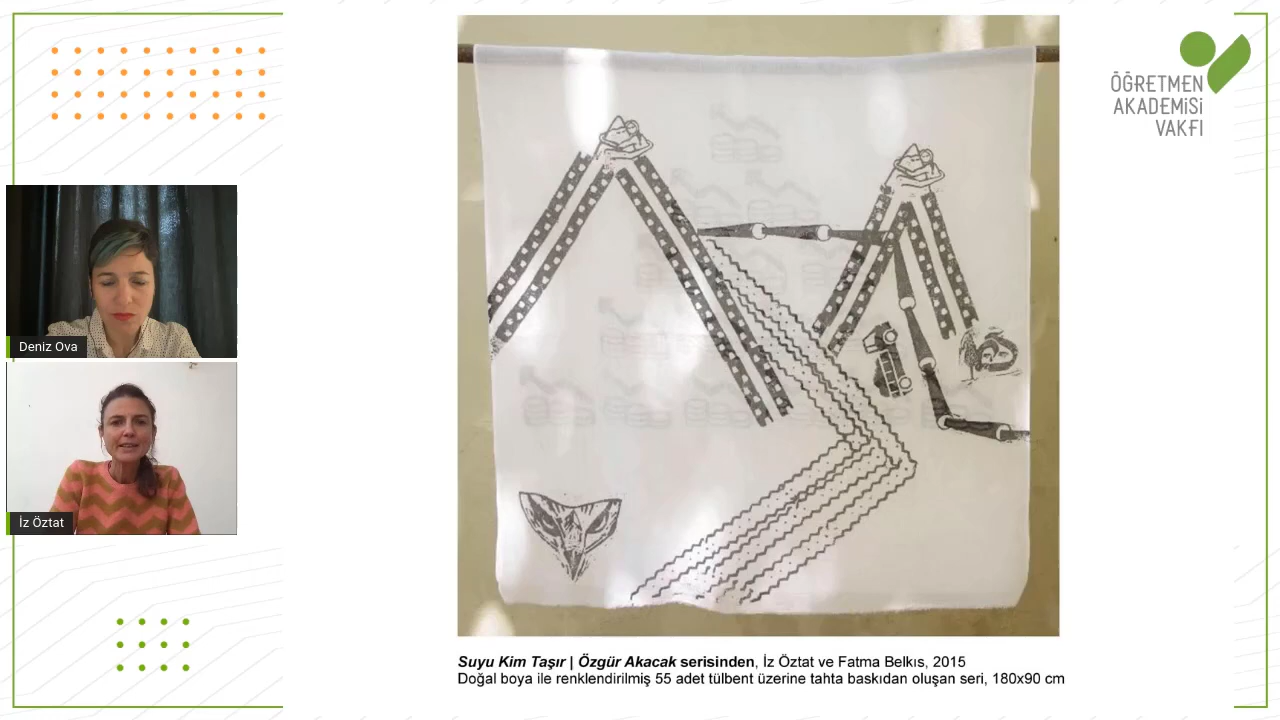 ÖĞRETMEN
AKADEMİSİ
VAKFI
Deniz Ova
İz Öztat
Suyu Kim Taşır | Özgür Akacak serisinden, İz Öztat ve Fatma Belkıs, 2015
Doğal boya ile renklendirilmiş 55 adet tülbent üzerine tahta baskıdan oluşan seri, 180x90 cm